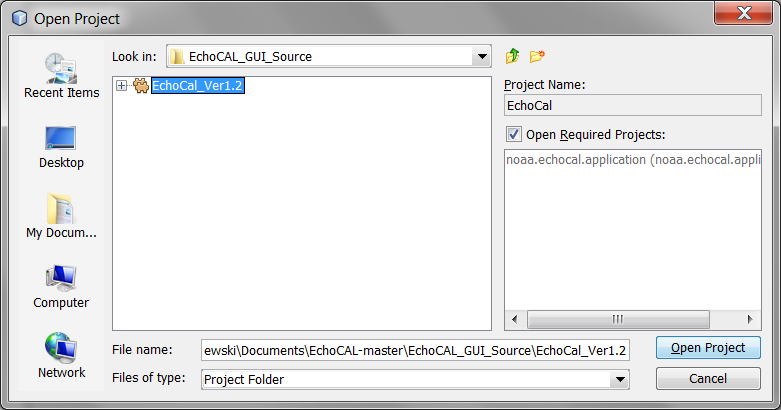 Open Project
Look in: EchoCAL_GUI_Source
Recent Items
Desktop
My Docum...
Computer
Network
EchoCal_Ver1.2
Project Name:
EchoCal
Open Required Projects:
noaa.echocal.application (noaa.echocal.appli
File name: ewski\Documents\EchoCAL-master\EchoCAL_GUI_Source\EchoCal_Ver1.2
Open Project
Files of type: Project Folder
Cancel